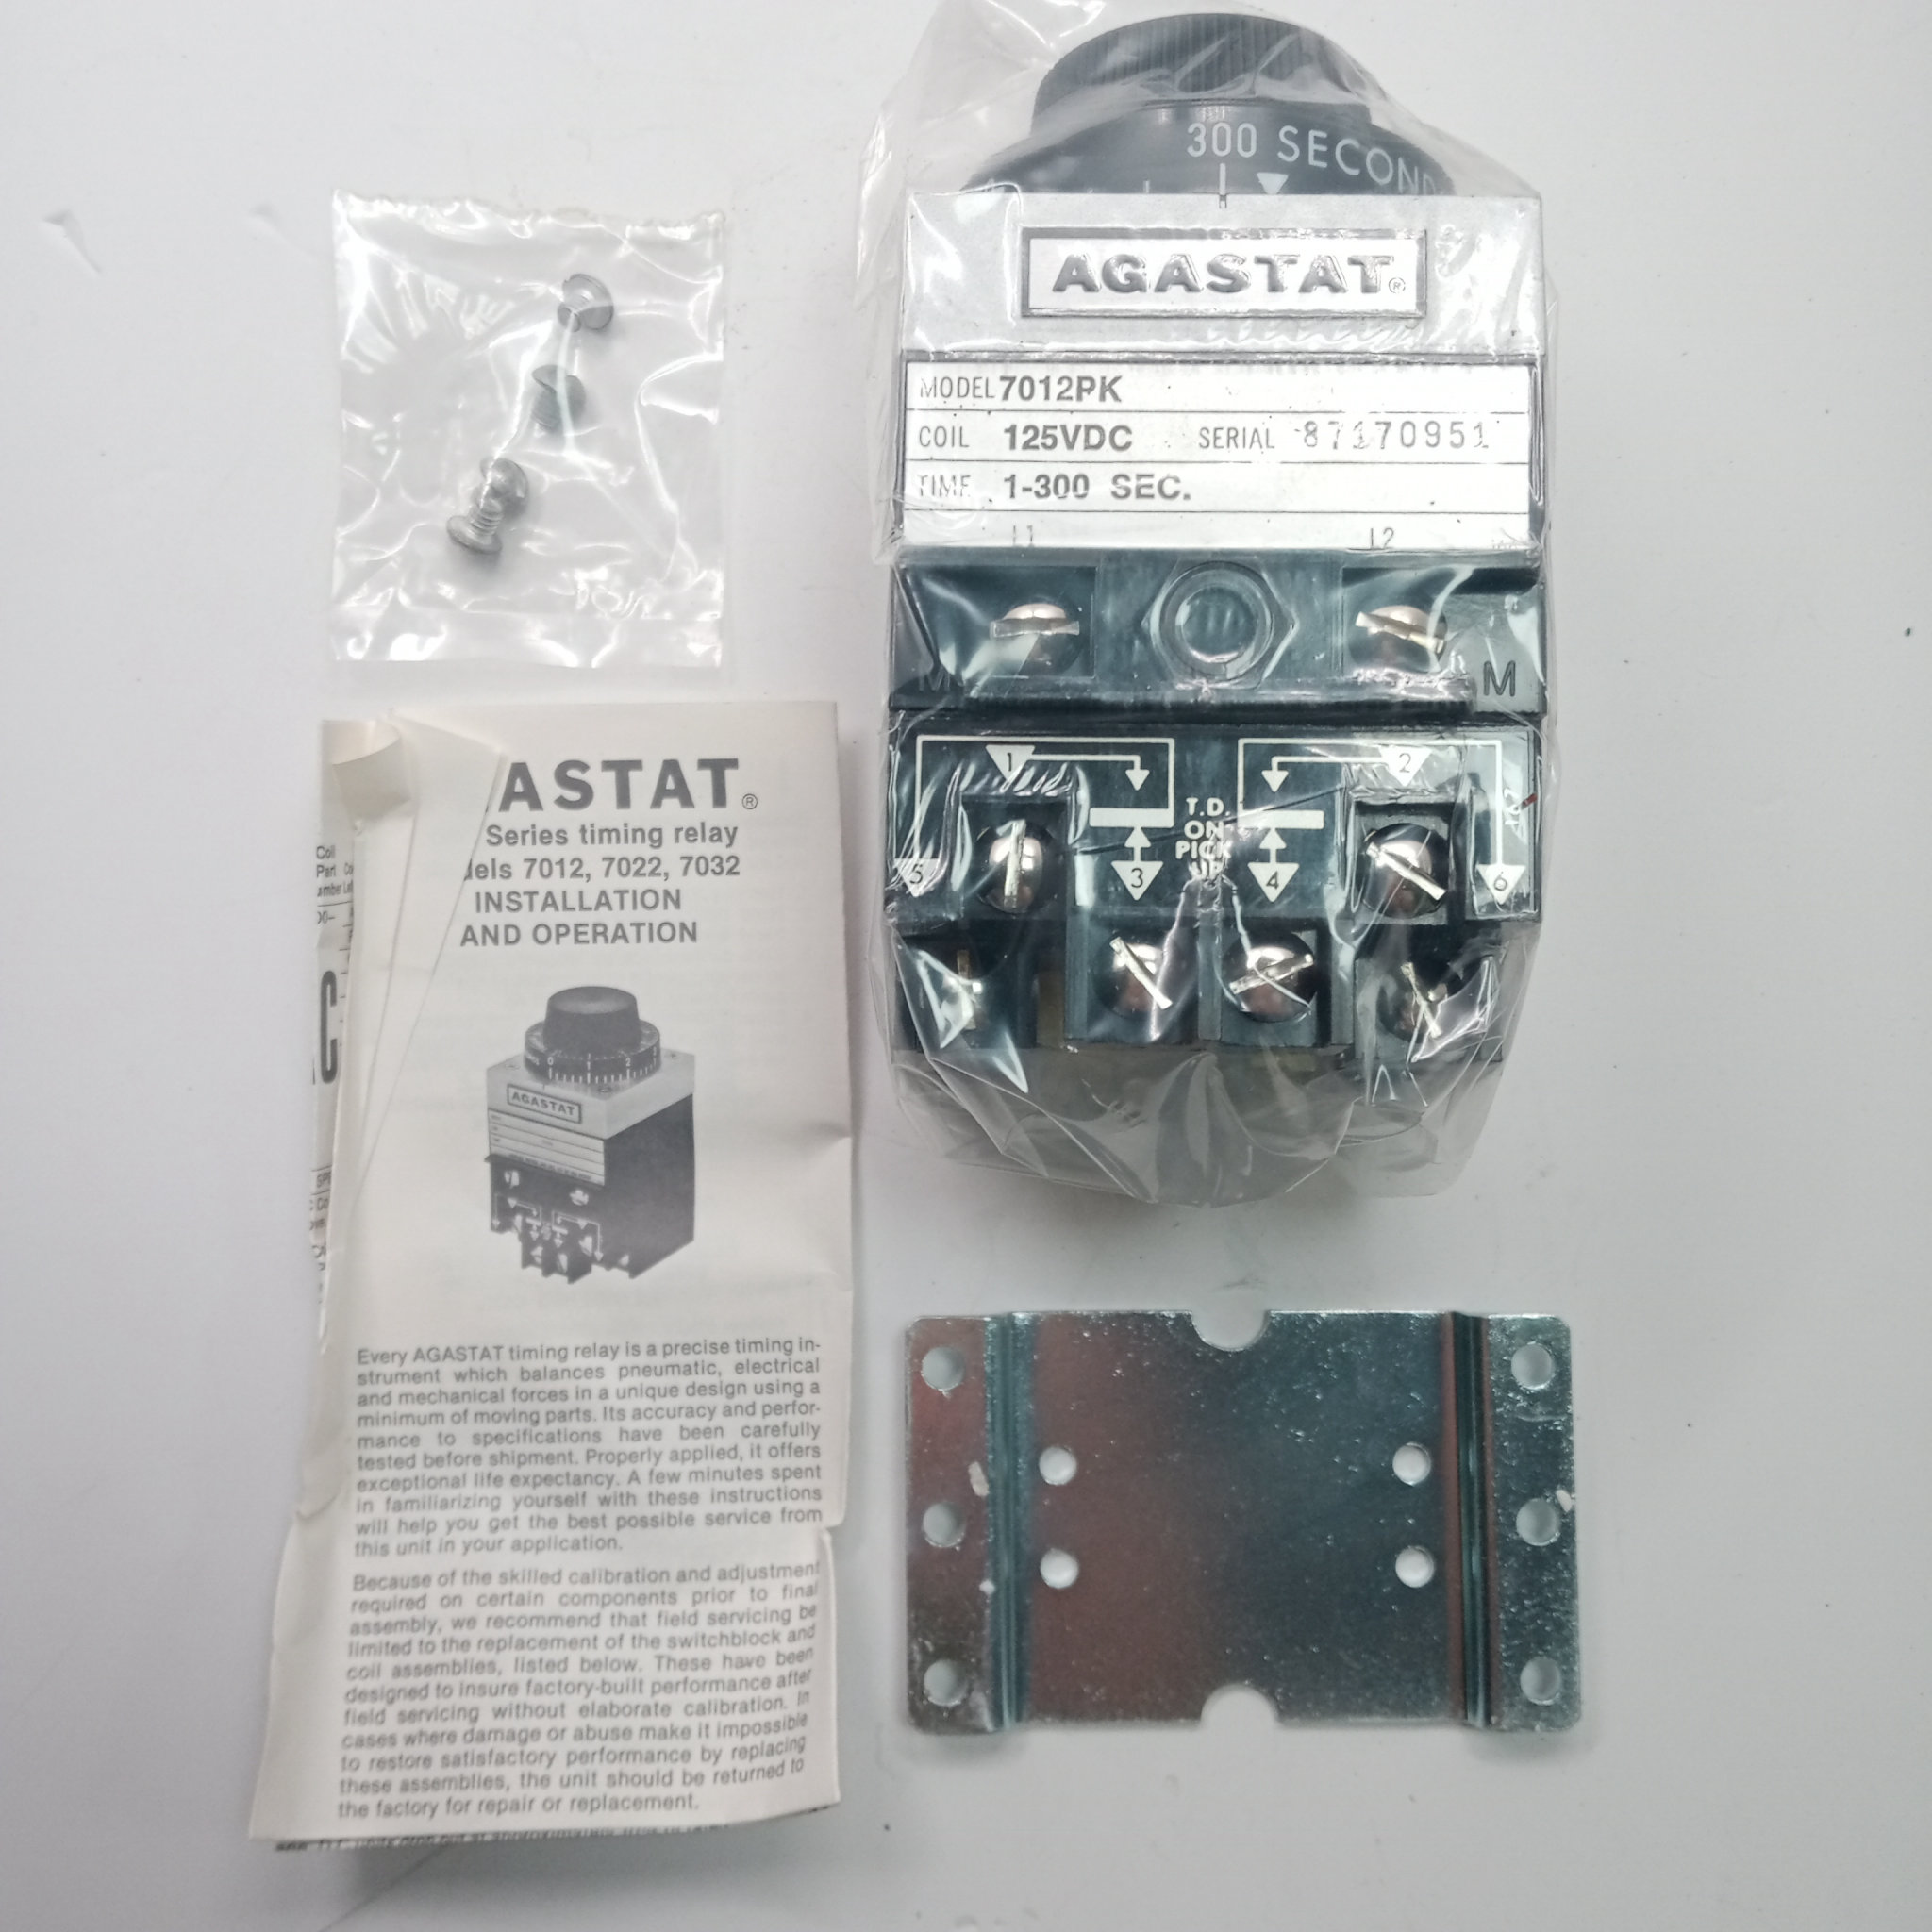 300 SECOND
AGASTAT®
MODEL 7012PK
COIL 125VDC SERIAL 87170951
TIME 1-300 SEC.
L1 L2
M M
1 2
T.D.
ON
PICK
UP
5 3 4 6
ASTAT®
Series timing relay
7012, 7022, 7032
INSTALLATION
AND OPERATION
Coil
Part
C
0 1 2
AGASTAT
Every AGASTAT timing relay is a precise timing in-
strument which balances pneumatic, electrical
and mechanical forces in a unique design using a
minimum of moving parts. Its accuracy and perfor-
mance to specifications have been carefully
tested before shipment. Properly applied, it offers
exceptional life expectancy. A few minutes spent
in familiarizing yourself with these instructions
will help you get the best possible service from
this unit in your application.
Because of the skilled calibration and adjustment
required on certain components prior to final
assembly, we recommend that field servicing be
limited to the replacement of the switchblock and
coil assemblies, listed below. These have been
designed to insure factory-built performance after
field servicing without elaborate calibration. In
cases where damage or abuse make it impossible
to restore satisfactory performance by replacing
these assemblies, the unit should be returned to
the factory for repair or replacement.